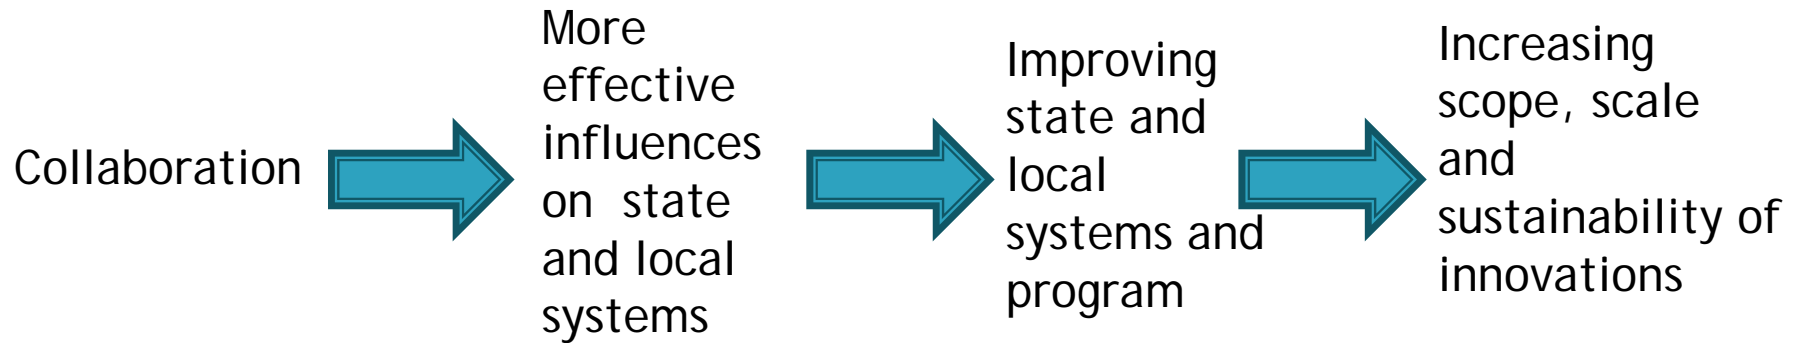 Collaboration
More
effective
influences
on  state
and local
systems
Improving
state and
local
systems and
program
Increasing
scope, scale
and
sustainability of
innovations